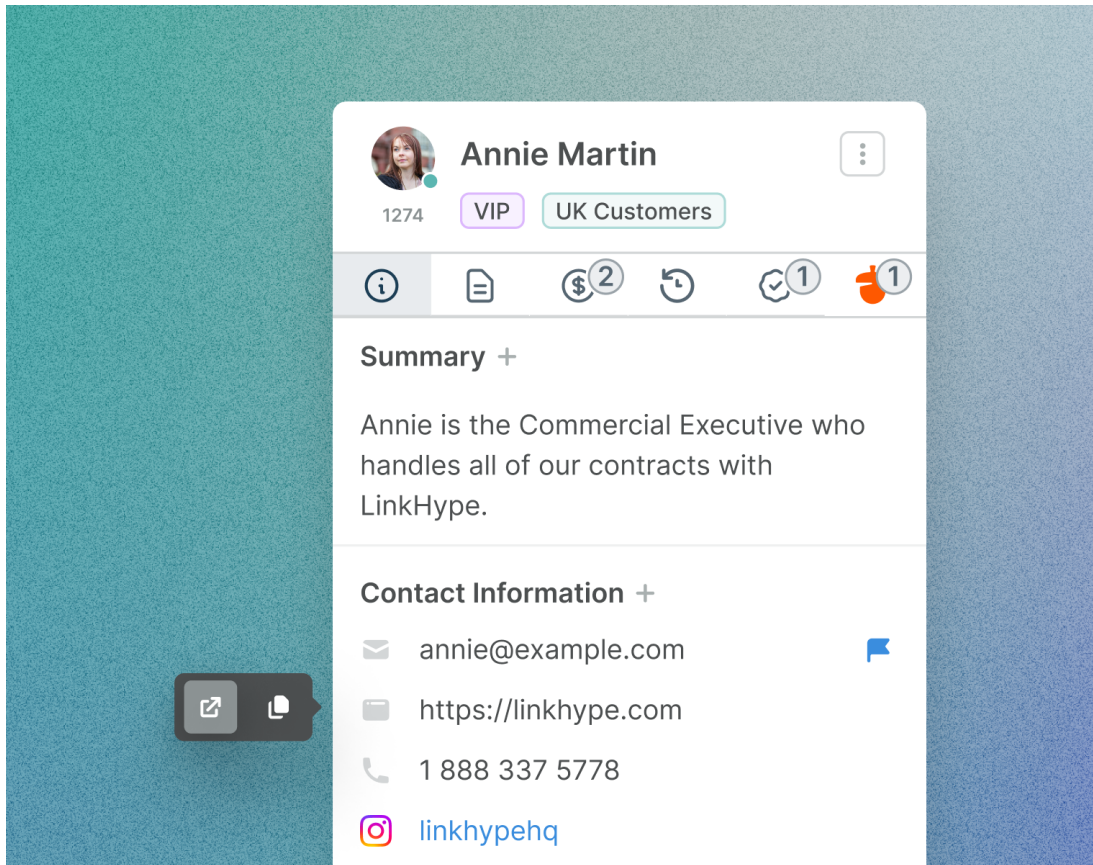 Annie Martin
1274
VIP
UK Customers
2
1
1
Summary +
Annie is the Commercial Executive who
handles all of our contracts with
LinkHype.
Contact Information +
annie@example.com
https://linkhype.com
1 888 337 5778
linkhypehq